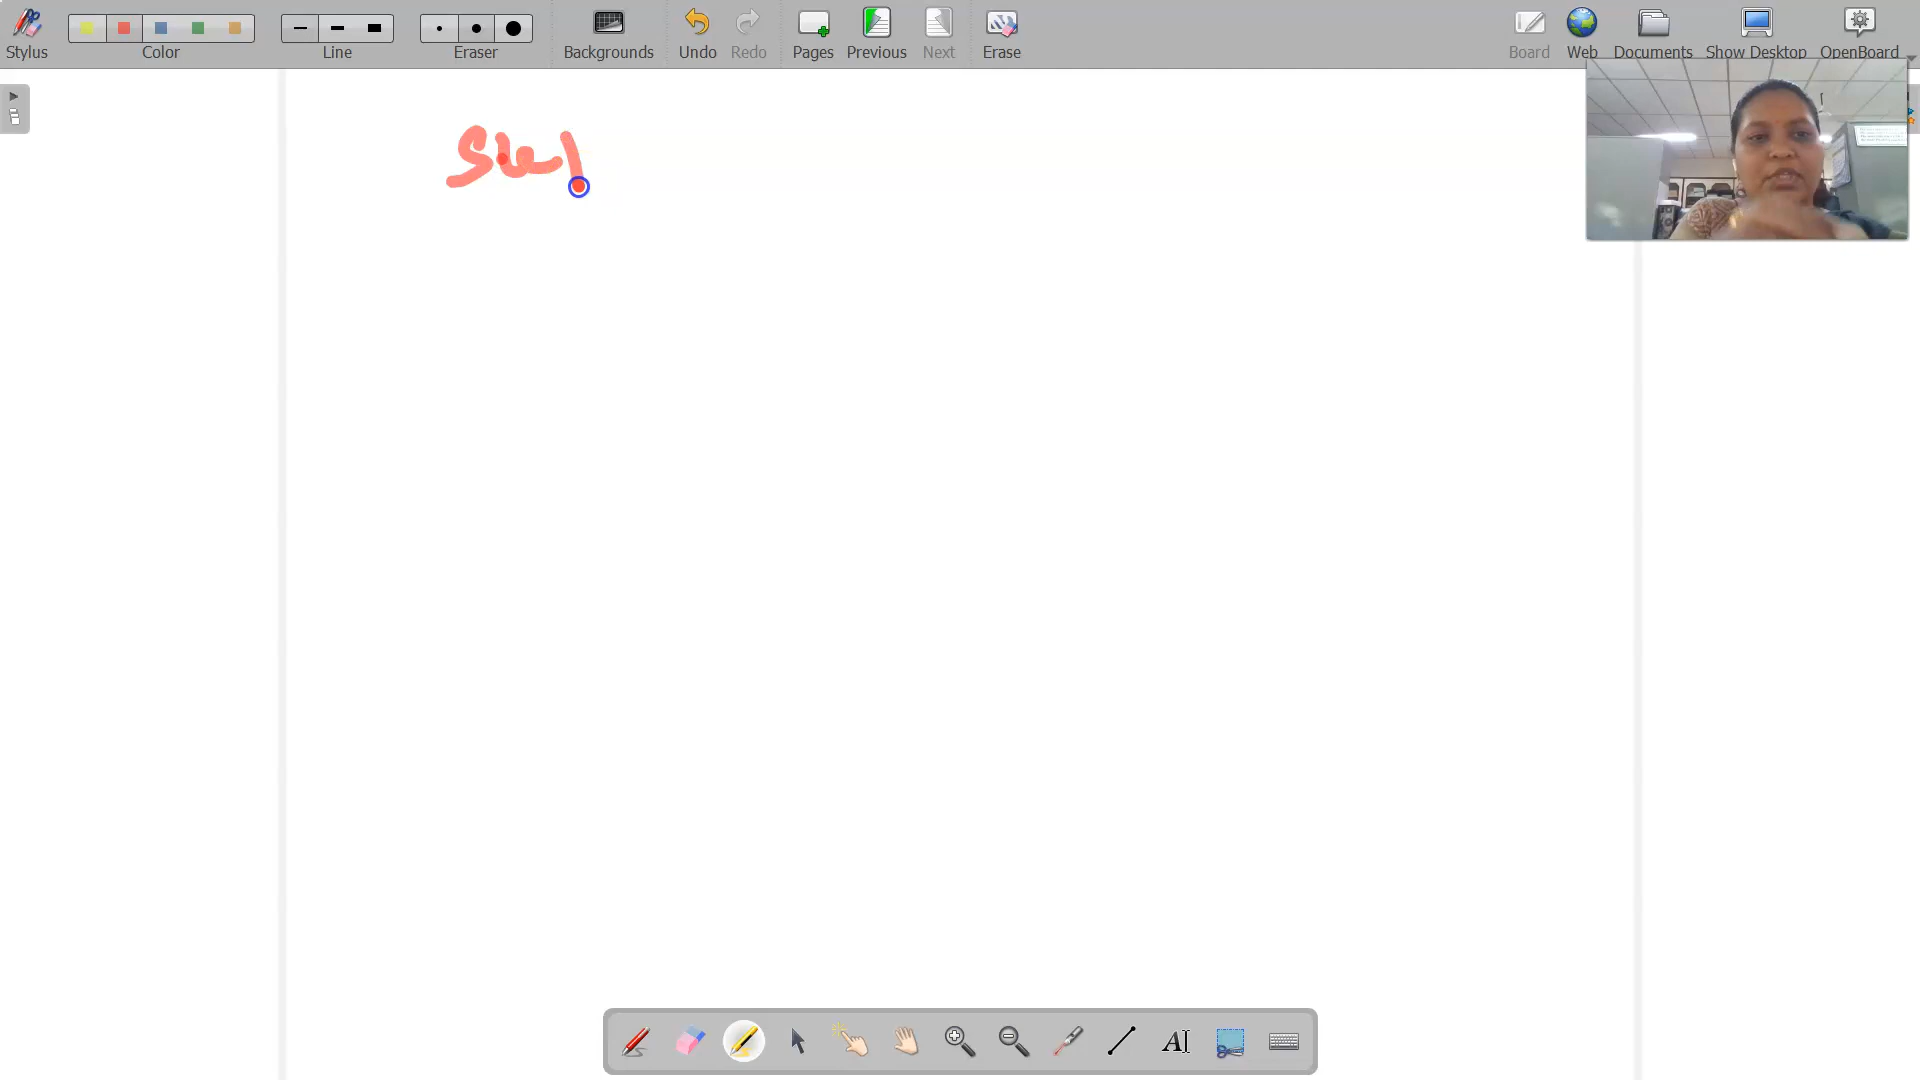 Stylus
Color
Line
Eraser
Backgrounds
Undo
Redo
Pages
Previous
Next
Erase
Board
Web
Documents
Show Desktop
OpenBoard
A